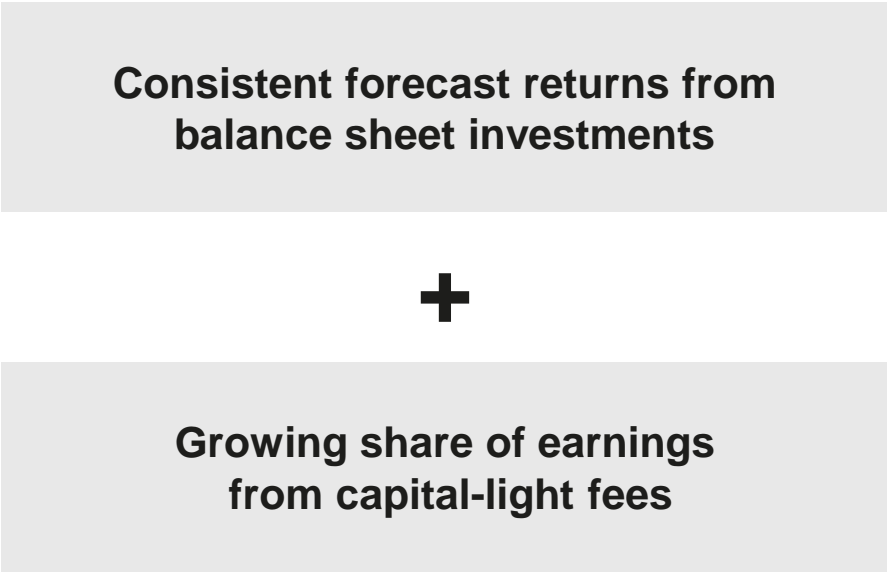 Consistent forecast returns from
balance sheet investments
+
Growing share of earnings
from capital-light fees